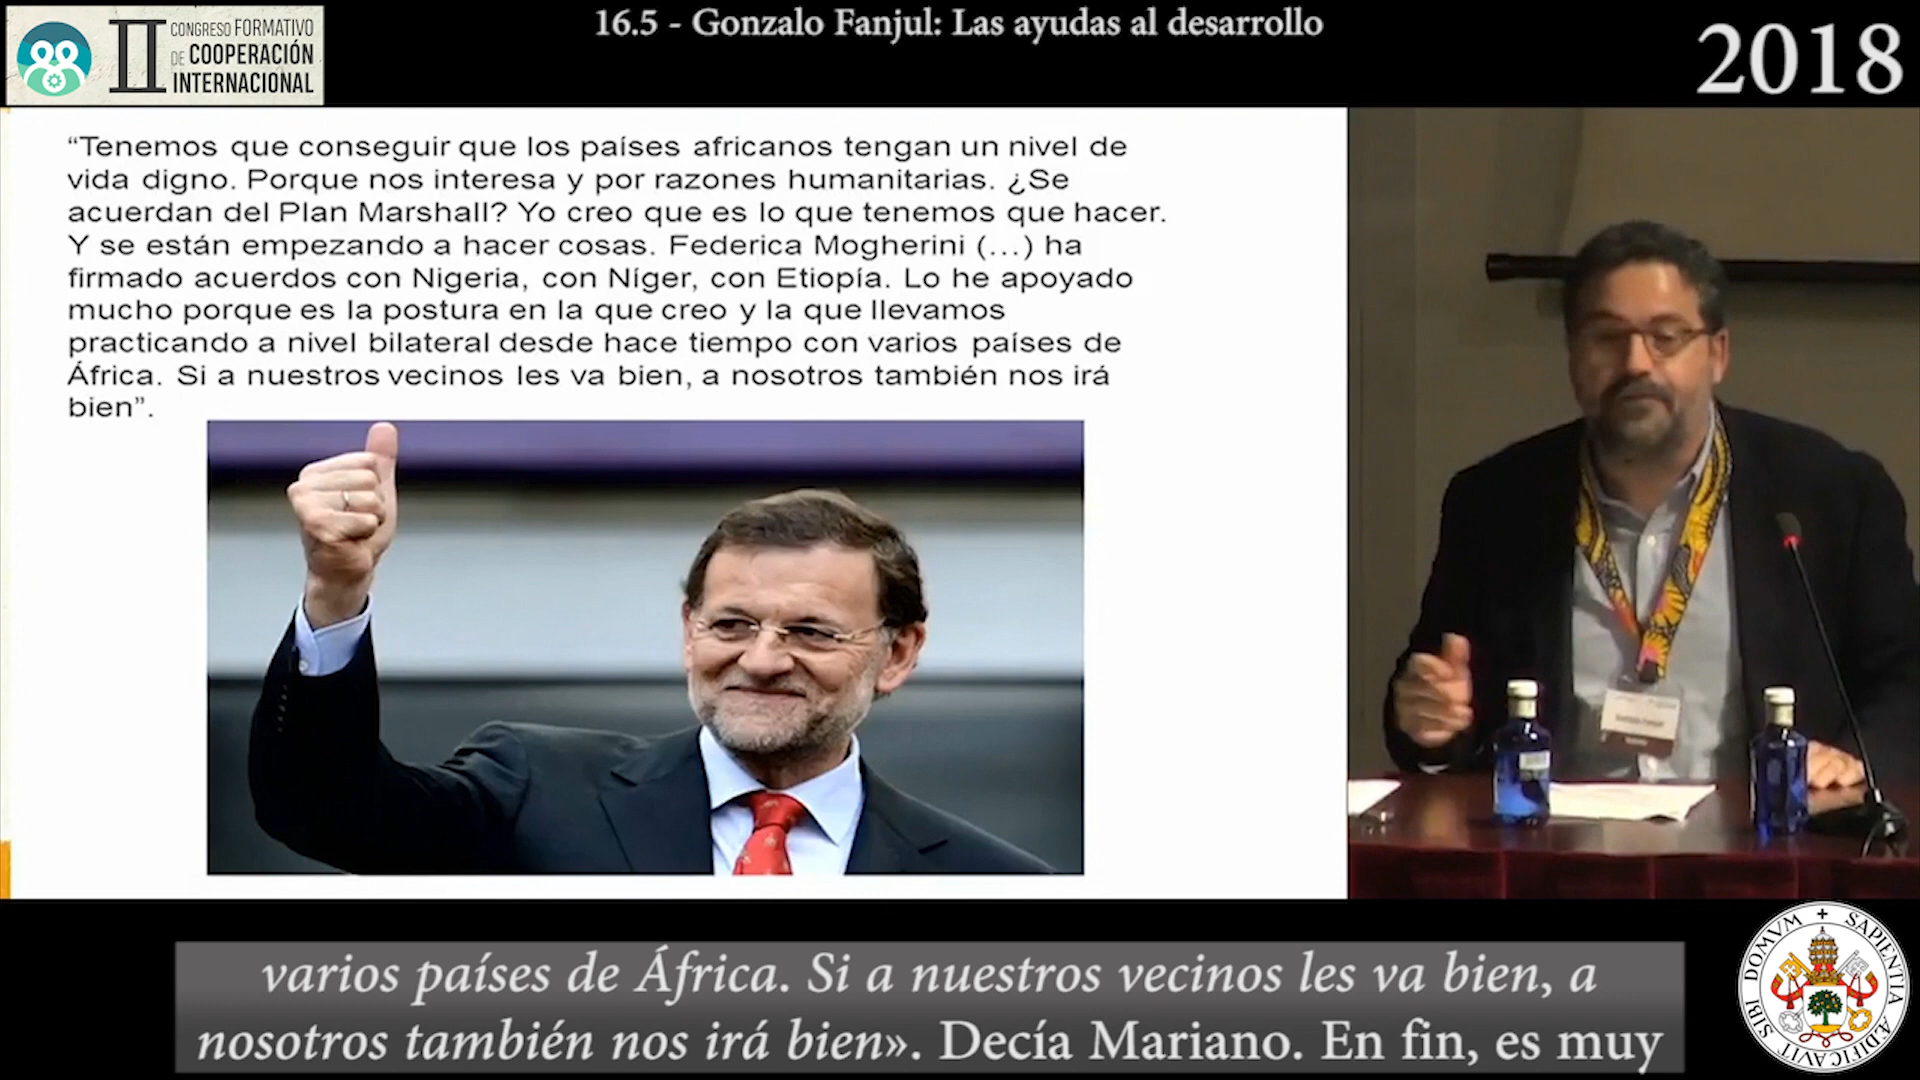 16.5 - Gonzalo Fanjul: Las ayudas al desarrollo
2018
II
CONGRESO FORMATIVO
DE COOPERACIÓN
INTERNACIONAL
“Tenemos que conseguir que los países africanos tengan un nivel de
vida digno. Porque nos interesa y por razones humanitarias. ¿Se
acuerdan del Plan Marshall? Yo creo que es lo que tenemos que hacer.
Y se están empezando a hacer cosas. Federica Mogherini (…) ha
firmado acuerdos con Nigeria, con Níger, con Etiopía. Lo he apoyado
mucho porque es la postura en la que creo y la que llevamos
practicando a nivel bilateral desde hace tiempo con varios países de
África. Si a nuestros vecinos les va bien, a nosotros también nos irá
bien”.
varios países de África. Si a nuestros vecinos les va bien, a
nosotros también nos irá bien». Decía Mariano. En fin, es muy
SIBI DOMVM SAPIENTIA ÆDIFICAVIT